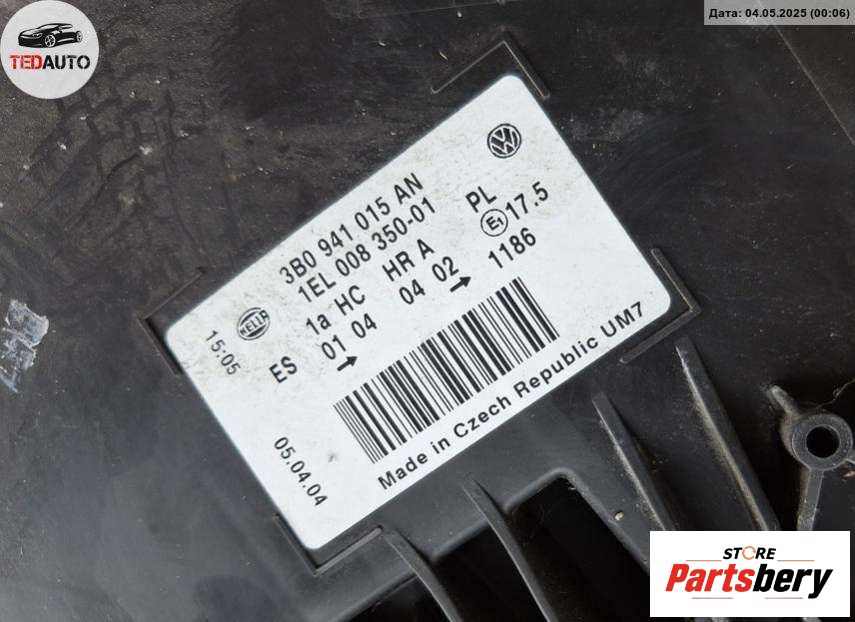 Дата: 04.05.2025 (00:06)
TEDAUTO
3B0 941 015 AN
1EL 008 350-01
1a HC HR A PL
E1 17.5
ES 01 04 04 02 1186
HELLA
15:05
05.04.04
Made in Czech Republic UM7
STORE
Partsbery